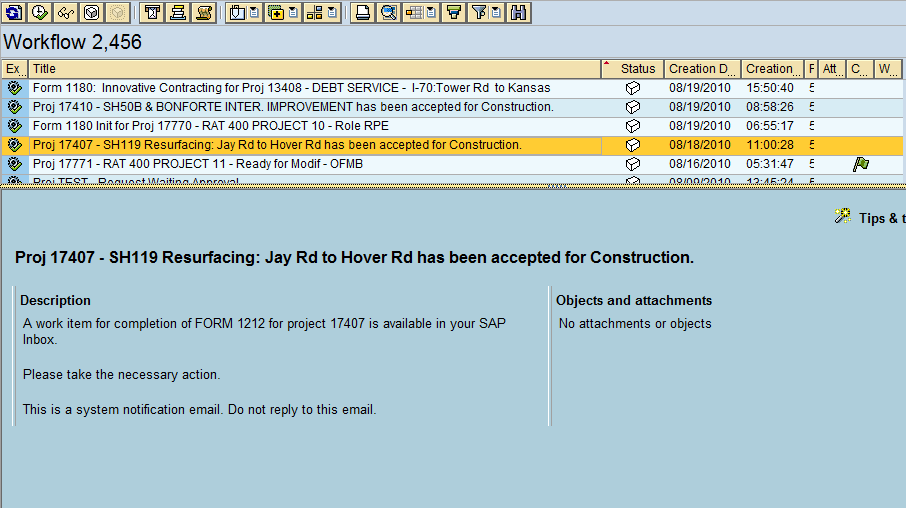 Workflow 2,456
Ex... Title Status Creation D... Creation... F Att... C... W...
Form 1180:  Innovative Contracting for Proj 13408 - DEBT SERVICE -  I-70:Tower Rd  to Kansas 08/19/2010 15:50:40 5
Proj 17410 - SH50B & BONFORTE INTER. IMPROVEMENT has been accepted for Construction. 08/19/2010 08:58:26 5
Form 1180 Init for Proj 17770 - RAT 400 PROJECT 10 - Role RPE 08/19/2010 06:55:17 5
Proj 17407 - SH119 Resurfacing: Jay Rd to Hover Rd has been accepted for Construction. 08/18/2010 11:00:28 5
Proj 17771 - RAT 400 PROJECT 11 - Ready for Modif - OFMB 08/16/2010 05:31:47 5
Proj TEST - Request Waiting Approval 08/09/2010 13:45:24 5
Tips & t
Proj 17407 - SH119 Resurfacing: Jay Rd to Hover Rd has been accepted for Construction.
Description
A work item for completion of FORM 1212 for project 17407 is available in your SAP
Inbox.
Please take the necessary action.
This is a system notification email. Do not reply to this email.
Objects and attachments
No attachments or objects